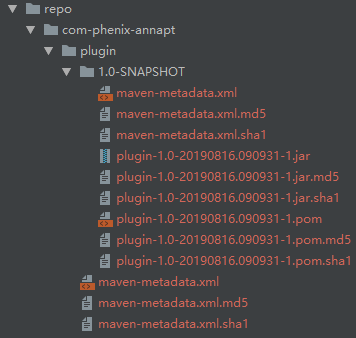 repo
com-phenix-annapt
plugin
1.0-SNAPSHOT
maven-metadata.xml
maven-metadata.xml.md5
maven-metadata.xml.sha1
plugin-1.0-20190816.090931-1.jar
plugin-1.0-20190816.090931-1.jar.md5
plugin-1.0-20190816.090931-1.jar.sha1
plugin-1.0-20190816.090931-1.pom
plugin-1.0-20190816.090931-1.pom.md5
plugin-1.0-20190816.090931-1.pom.sha1
maven-metadata.xml
maven-metadata.xml.md5
maven-metadata.xml.sha1